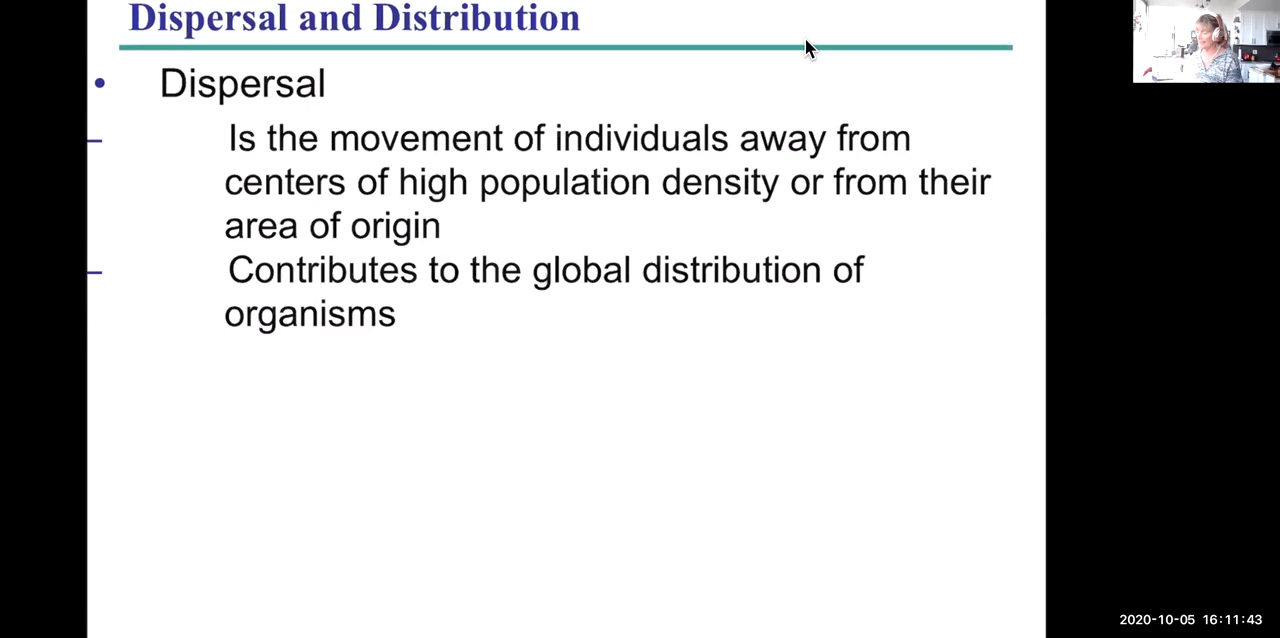 Dispersal and Distribution
• Dispersal
– Is the movement of individuals away from
centers of high population density or from their
area of origin
– Contributes to the global distribution of
organisms
2020-10-05 16:11:43